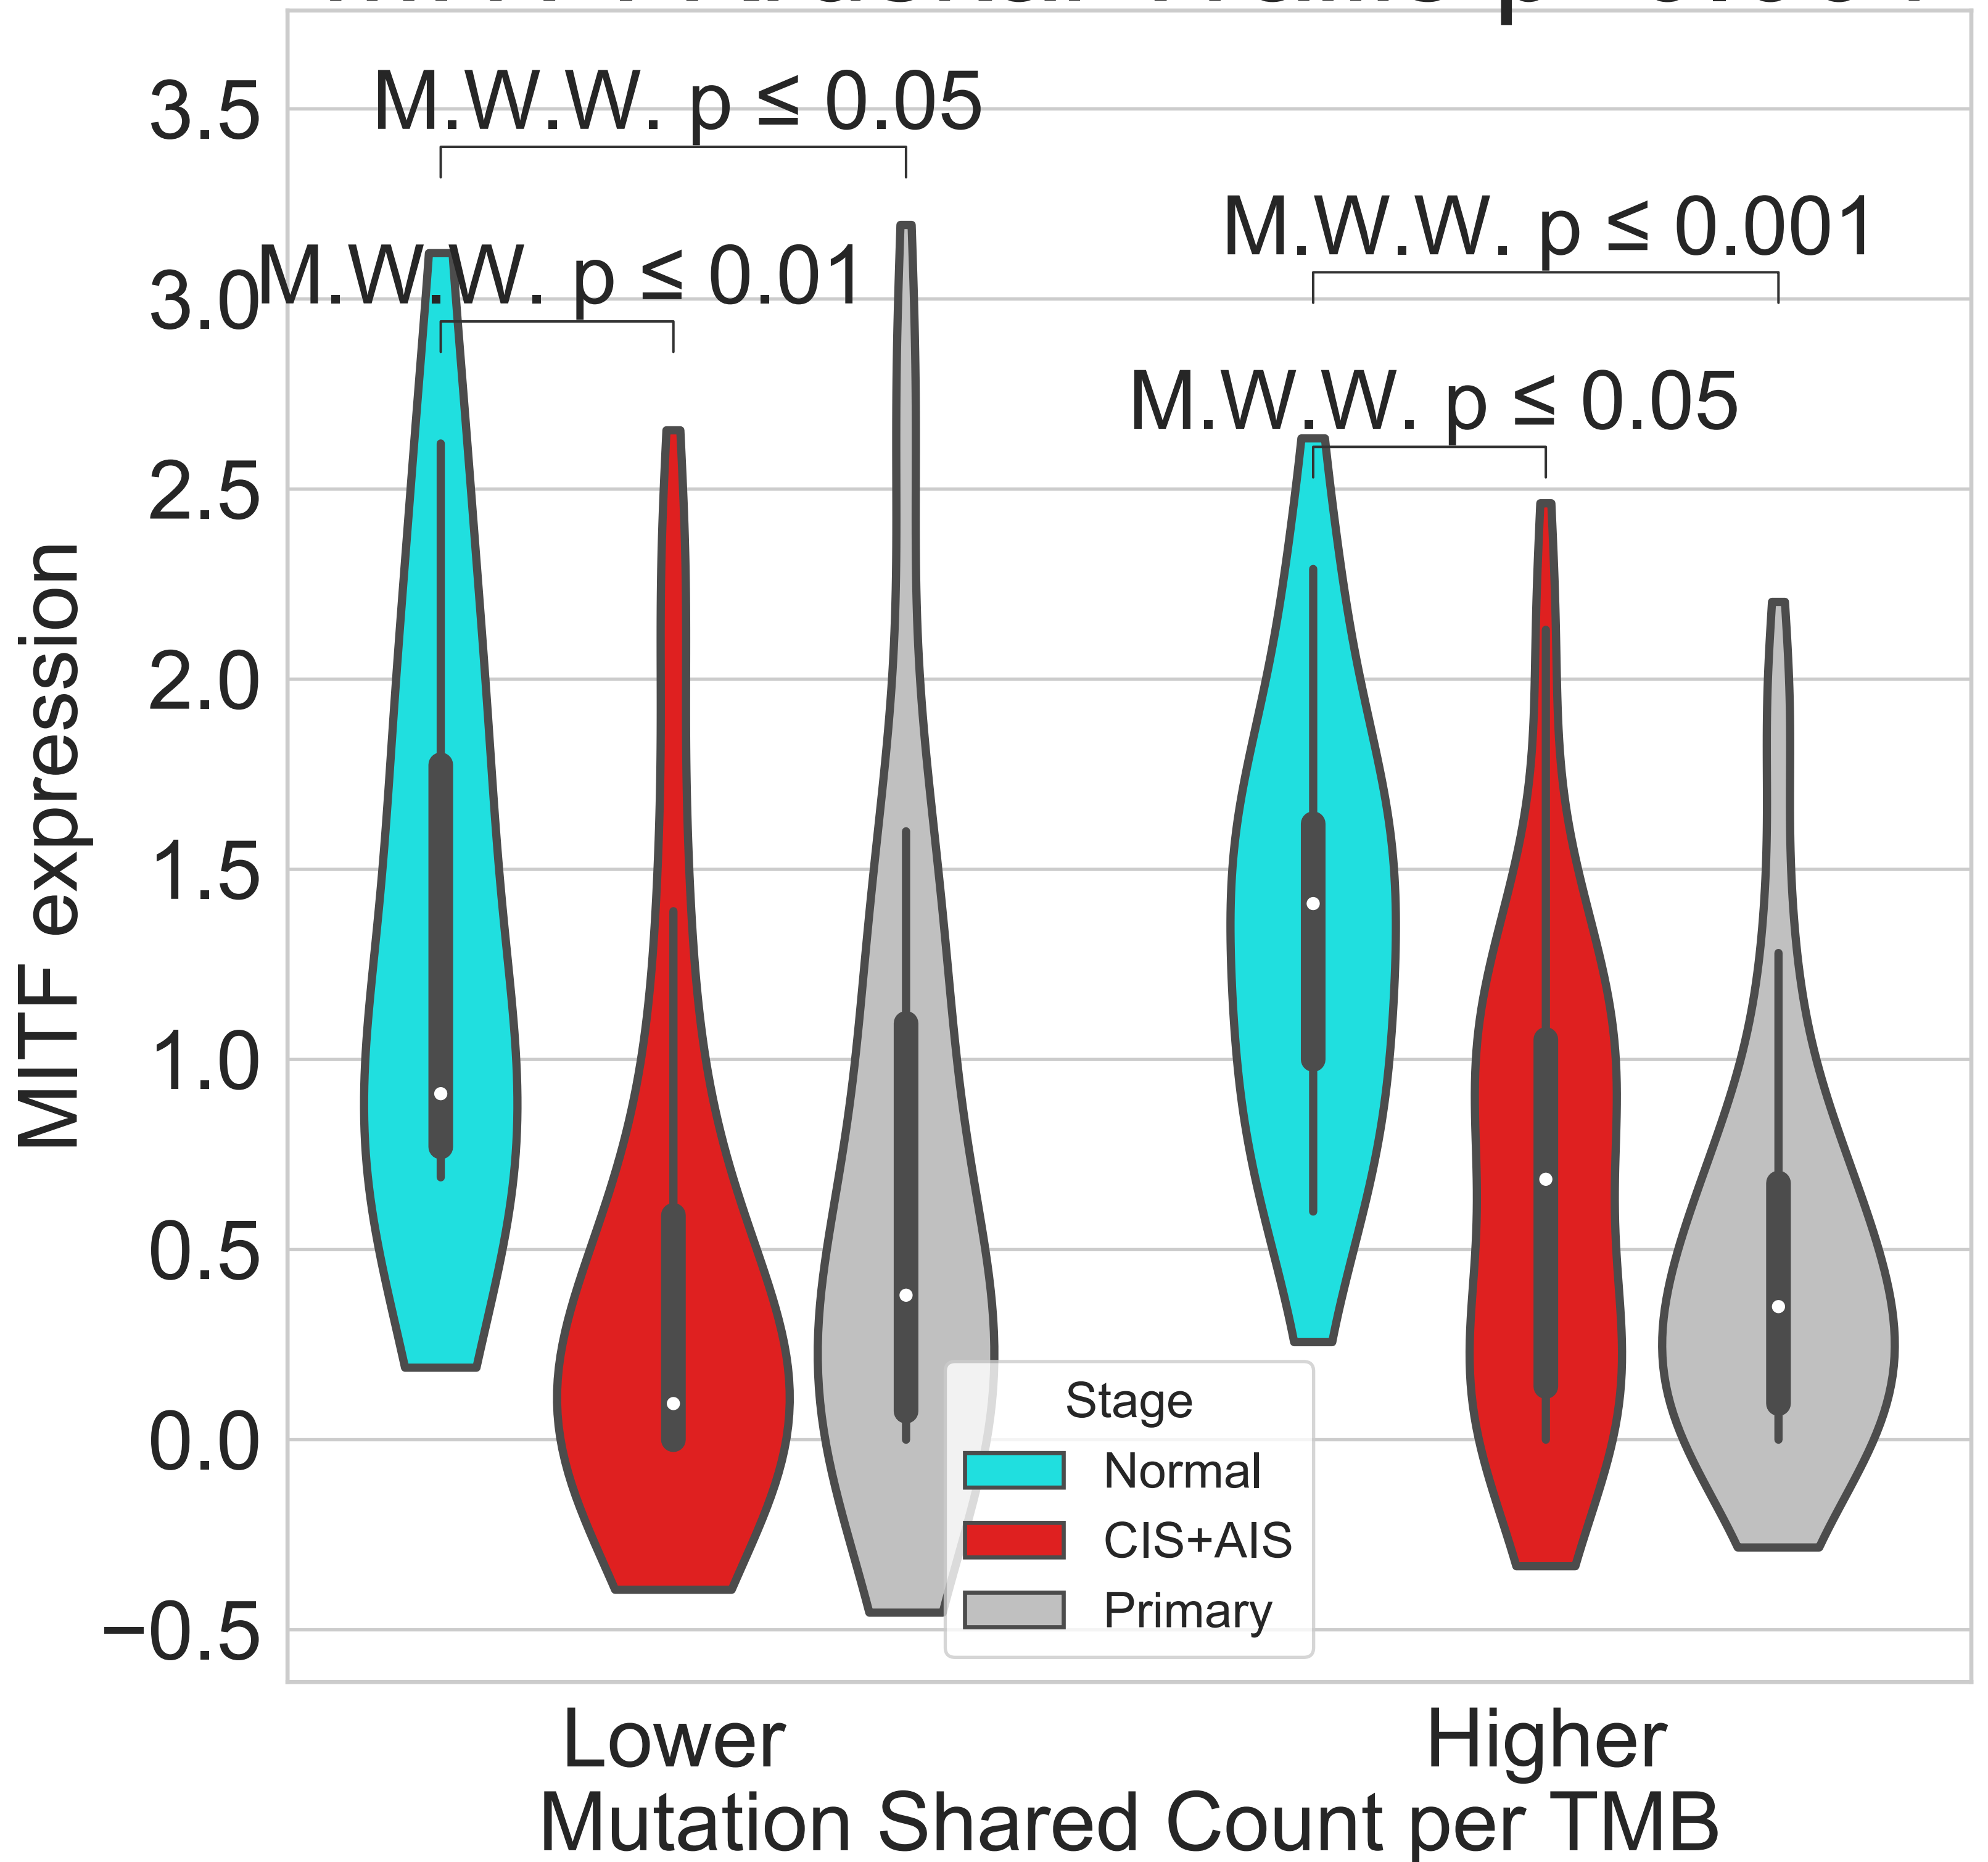 M.W.W. p ≤ 0.05
M.W.W. p ≤ 0.001
M.W.W. p ≤ 0.01
M.W.W. p ≤ 0.05
3.5
3.0
2.5
2.0
1.5
1.0
0.5
0.0
−0.5
MITF expression
Stage
Normal
CIS+AIS
Primary
Lower
Higher
Mutation Shared Count per TMB